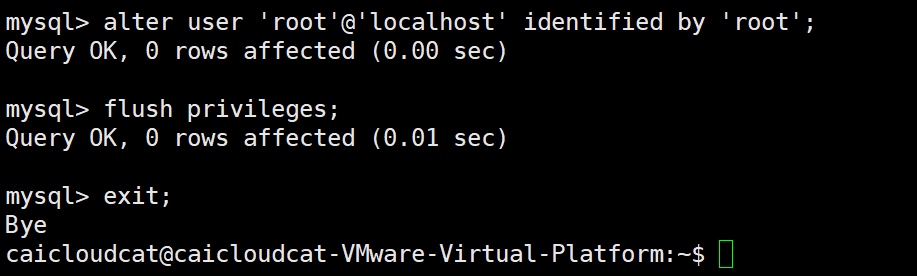 mysql> alter user 'root'@'localhost' identified by 'root';
Query OK, 0 rows affected (0.00 sec)
mysql> flush privileges;
Query OK, 0 rows affected (0.01 sec)
mysql> exit;
Bye
caicloudcat@caicloudcat-VMware-Virtual-Platform:~$